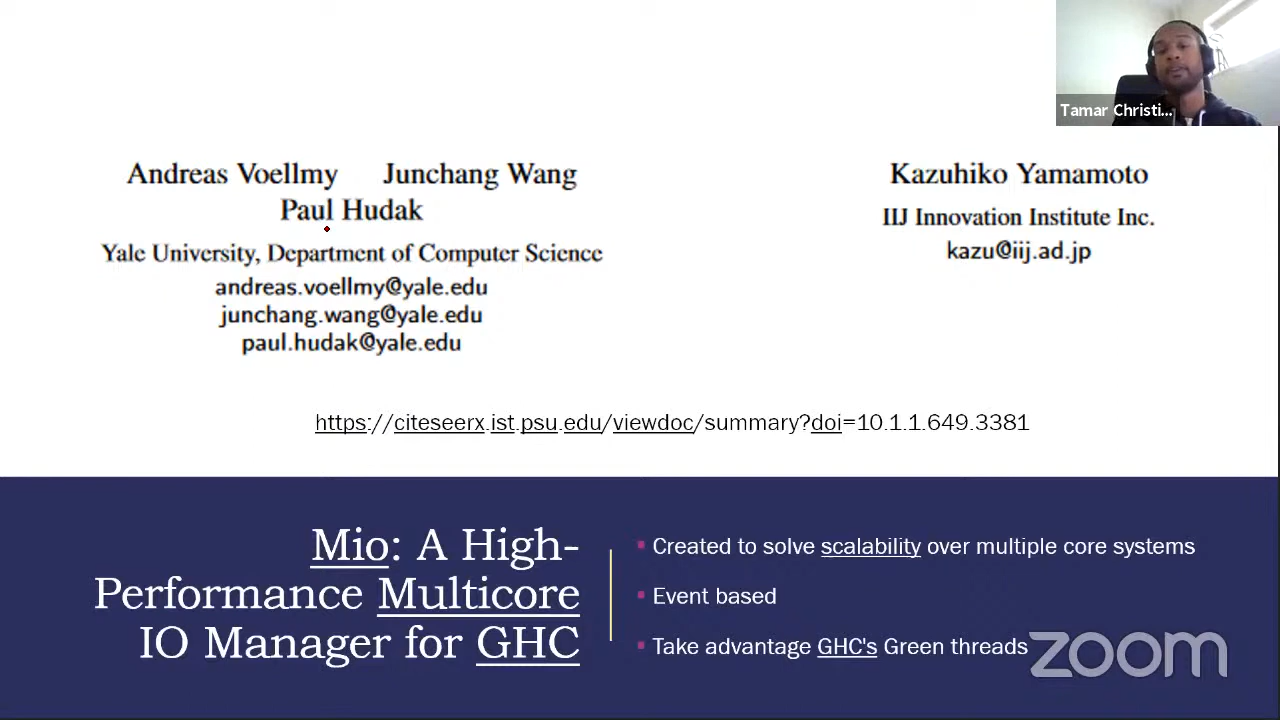 Tamar Christi...
Andreas Voellmy Junchang Wang
Paul Hudak
Yale University, Department of Computer Science
andreas.voellmy@yale.edu
junchang.wang@yale.edu
paul.hudak@yale.edu
Kazuhiko Yamamoto
IIJ Innovation Institute Inc.
kazu@iij.ad.jp
https://citeseerx.ist.psu.edu/viewdoc/summary?doi=10.1.1.649.3381
Mio: A High-
Performance Multicore
IO Manager for GHC
Created to solve scalability over multiple core systems
Event based
Take advantage GHC's Green threads
zoom